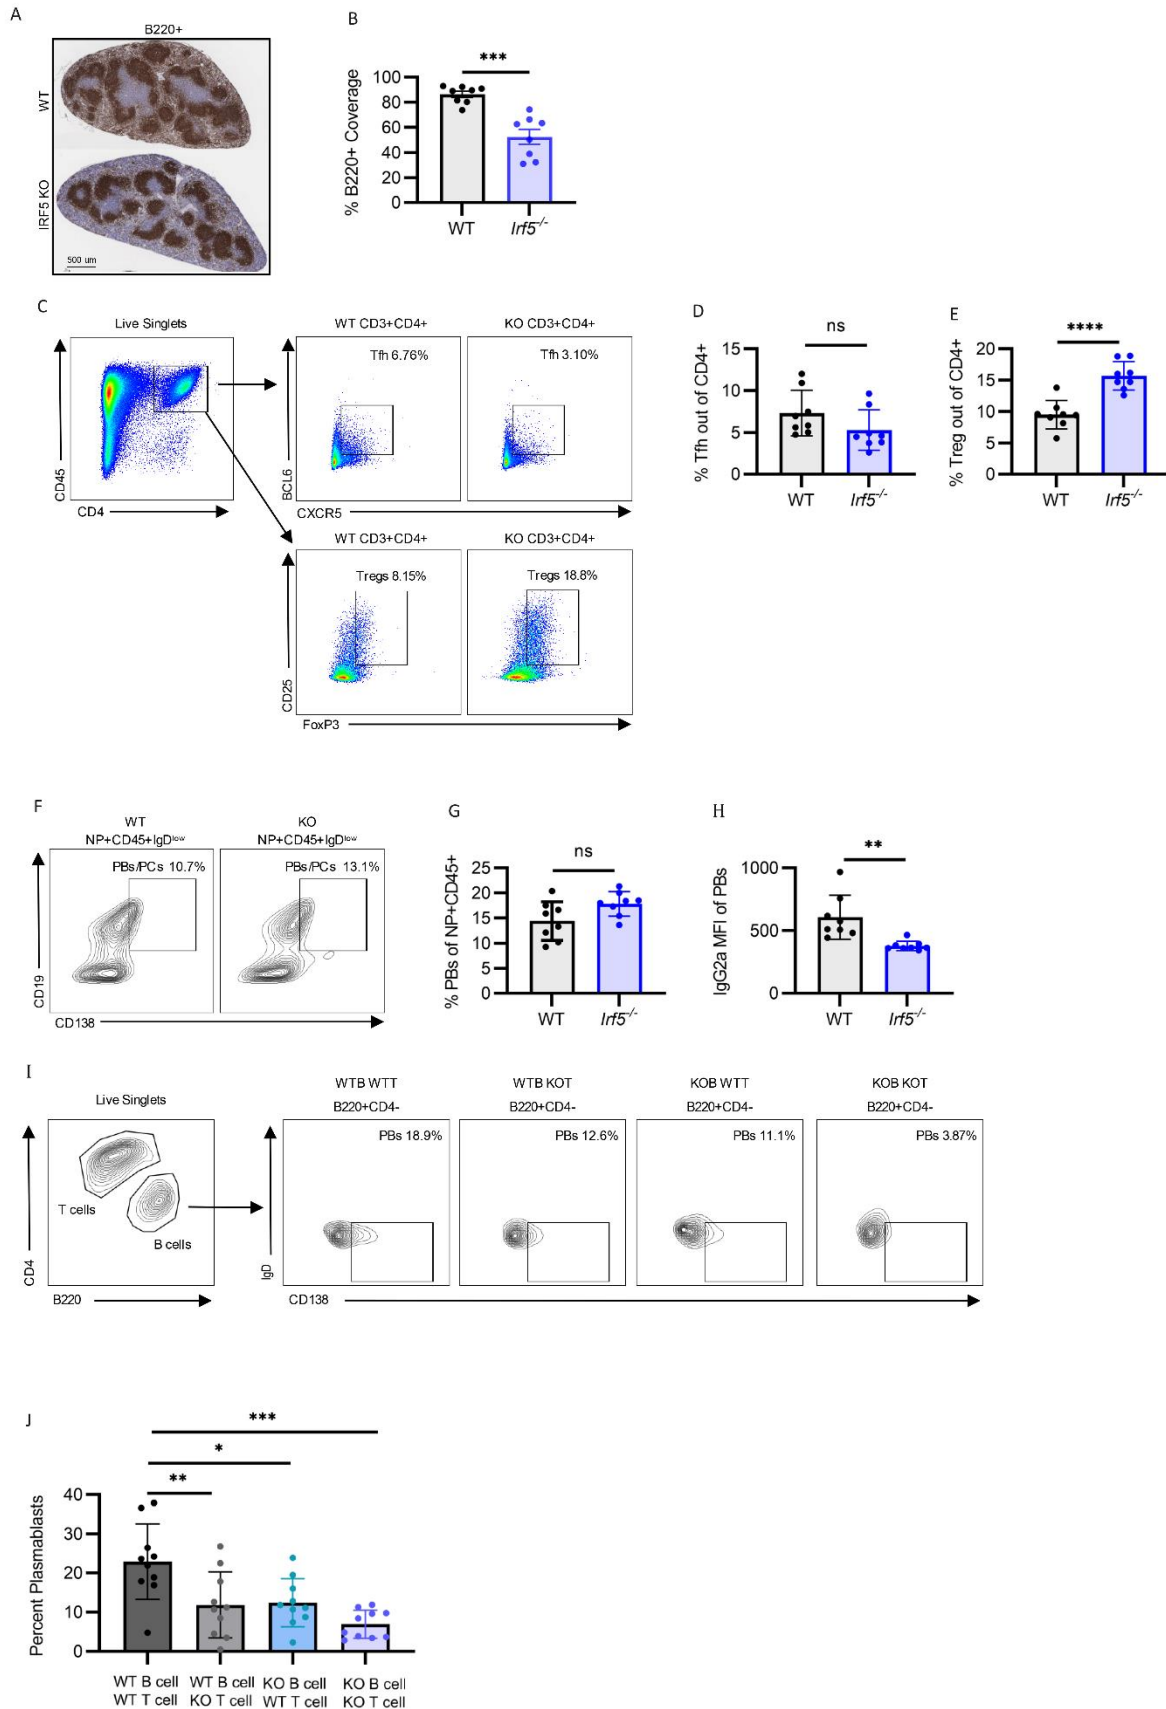 A
B220+
WT
IRF5 KO
500 um
B
***
% B220+ Coverage
100
80
60
40
20
0
WT
Irf5-/-
C
Live Singlets
CD45
CD4
WT CD3+CD4+
KO CD3+CD4+
Tfh 6.76%
Tfh 3.10%
BCL6
CXCR5
WT CD3+CD4+
KO CD3+CD4+
Tregs 8.15%
Tregs 18.8%
CD25
FoxP3
D
ns
% Tfh out of CD4+
15
10
5
0
WT
Irf5-/-
E
****
% Treg out of CD4+
20
15
10
5
0
WT
Irf5-/-
F
WT
NP+CD45+IgDlow
KO
NP+CD45+IgDlow
PBs/PCs 10.7%
PBs/PCs 13.1%
CD19
CD138
G
ns
% PBs of NP+CD45+
25
20
15
10
5
0
WT
Irf5-/-
H
**
IgG2a MFI of PBs
1000
500
0
WT
Irf5-/-
I
Live Singlets
T cells
B cells
CD4
B220
WTB WTT
B220+CD4-
WTB KOT
B220+CD4-
KOB WTT
B220+CD4-
KOB KOT
B220+CD4-
PBs 18.9%
PBs 12.6%
PBs 11.1%
PBs 3.87%
IgD
CD138
J
***
*
**
Percent Plasmablasts
40
30
20
10
0
WT B cell
WT T cell
WT B cell
KO T cell
KO B cell
WT T cell
KO B cell
KO T cell